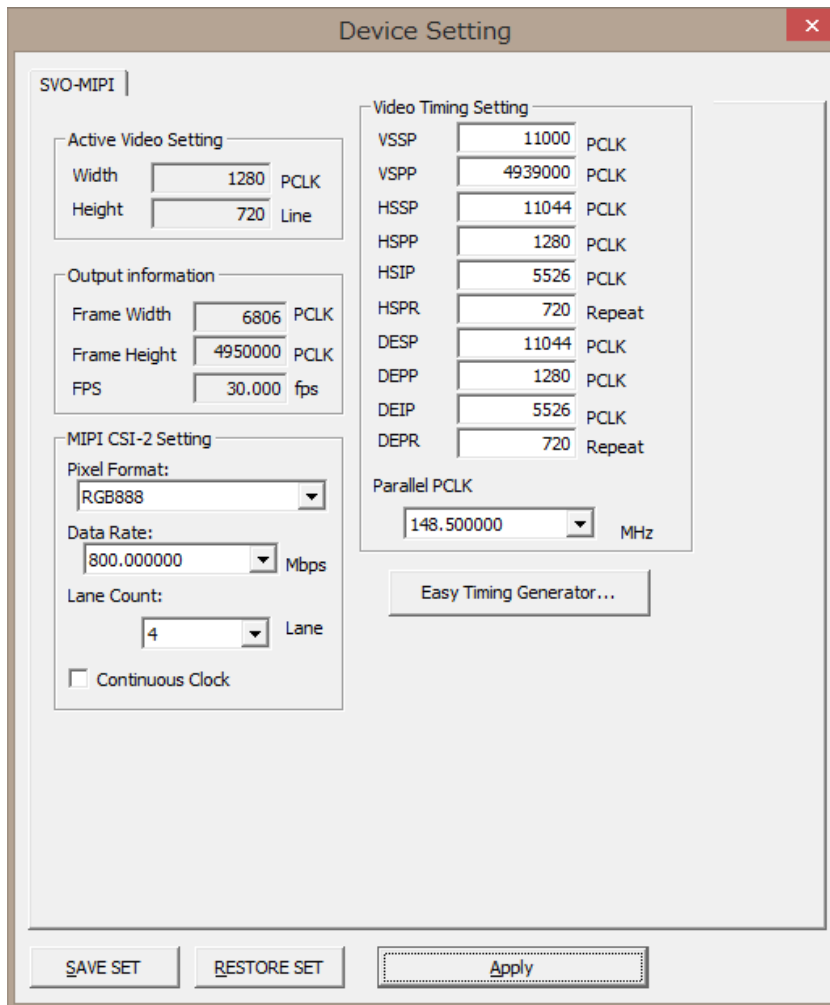 Device Setting
SVO-MIPI
Active Video Setting
Width 1280 PCLK
Height 720 Line
Output information
Frame Width 6806 PCLK
Frame Height 4950000 PCLK
FPS 30.000 fps
MIPI CSI-2 Setting
Pixel Format:
RGB888
Data Rate:
800.000000 Mbps
Lane Count:
4 Lane
Continuous Clock
Video Timing Setting
VSSP 11000 PCLK
VSPP 4939000 PCLK
HSSP 11044 PCLK
HSPP 1280 PCLK
HSIP 5526 PCLK
HSPR 720 Repeat
DESP 11044 PCLK
DEPP 1280 PCLK
DEIP 5526 PCLK
DEPR 720 Repeat
Parallel PCLK
148.500000 MHz
Easy Timing Generator...
SAVE SET RESTORE SET Apply